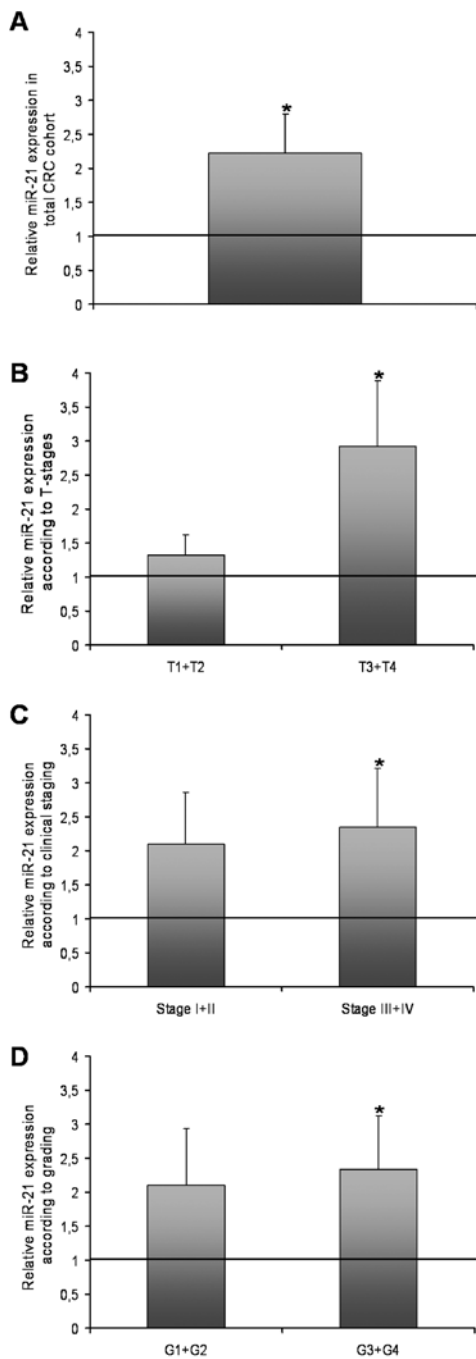 A
Relative miR-21 expression in
total CRC cohort
4
3,5
3
2,5
2
1,5
1
0,5
0
*
B
Relative miR-21 expression
according to T-stages
4
3,5
3
2,5
2
1,5
1
0,5
0
*
T1+T2
T3+T4
C
Relative miR-21 expression
according to clinical staging
4
3,5
3
2,5
2
1,5
1
0,5
0
*
Stage I+II
Stage III+IV
D
Relative miR-21 expression
according to grading
4
3,5
3
2,5
2
1,5
1
0,5
0
*
G1+G2
G3+G4